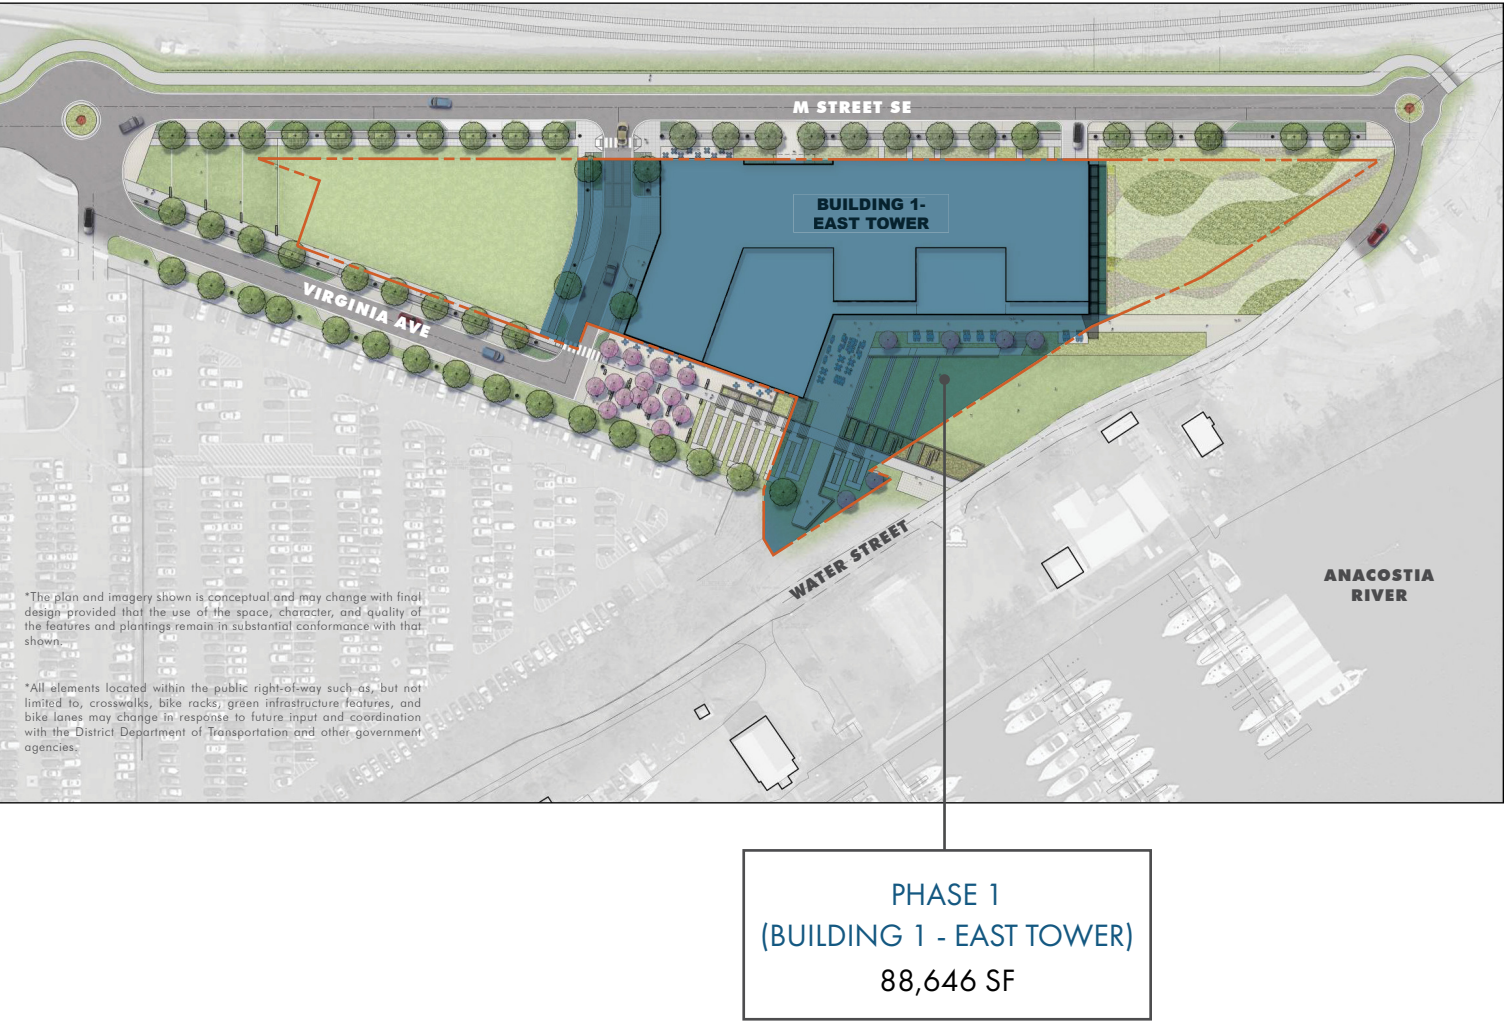 M STREET SE
BUILDING 1-
EAST TOWER
VIRGINIA AVE
WATER STREET
ANACOSTIA
RIVER
*The plan and imagery shown is conceptual and may change with final
design provided that the use of the space, character, and quality of
the features and plantings remain in substantial conformance with that
shown.
*All elements located within the public right-of-way such as, but not
limited to, crosswalks, bike racks, green infrastructure features, and
bike lanes may change in response to future input and coordination
with the District Department of Transportation and other government
agencies.
PHASE 1
(BUILDING 1 - EAST TOWER)
88,646 SF